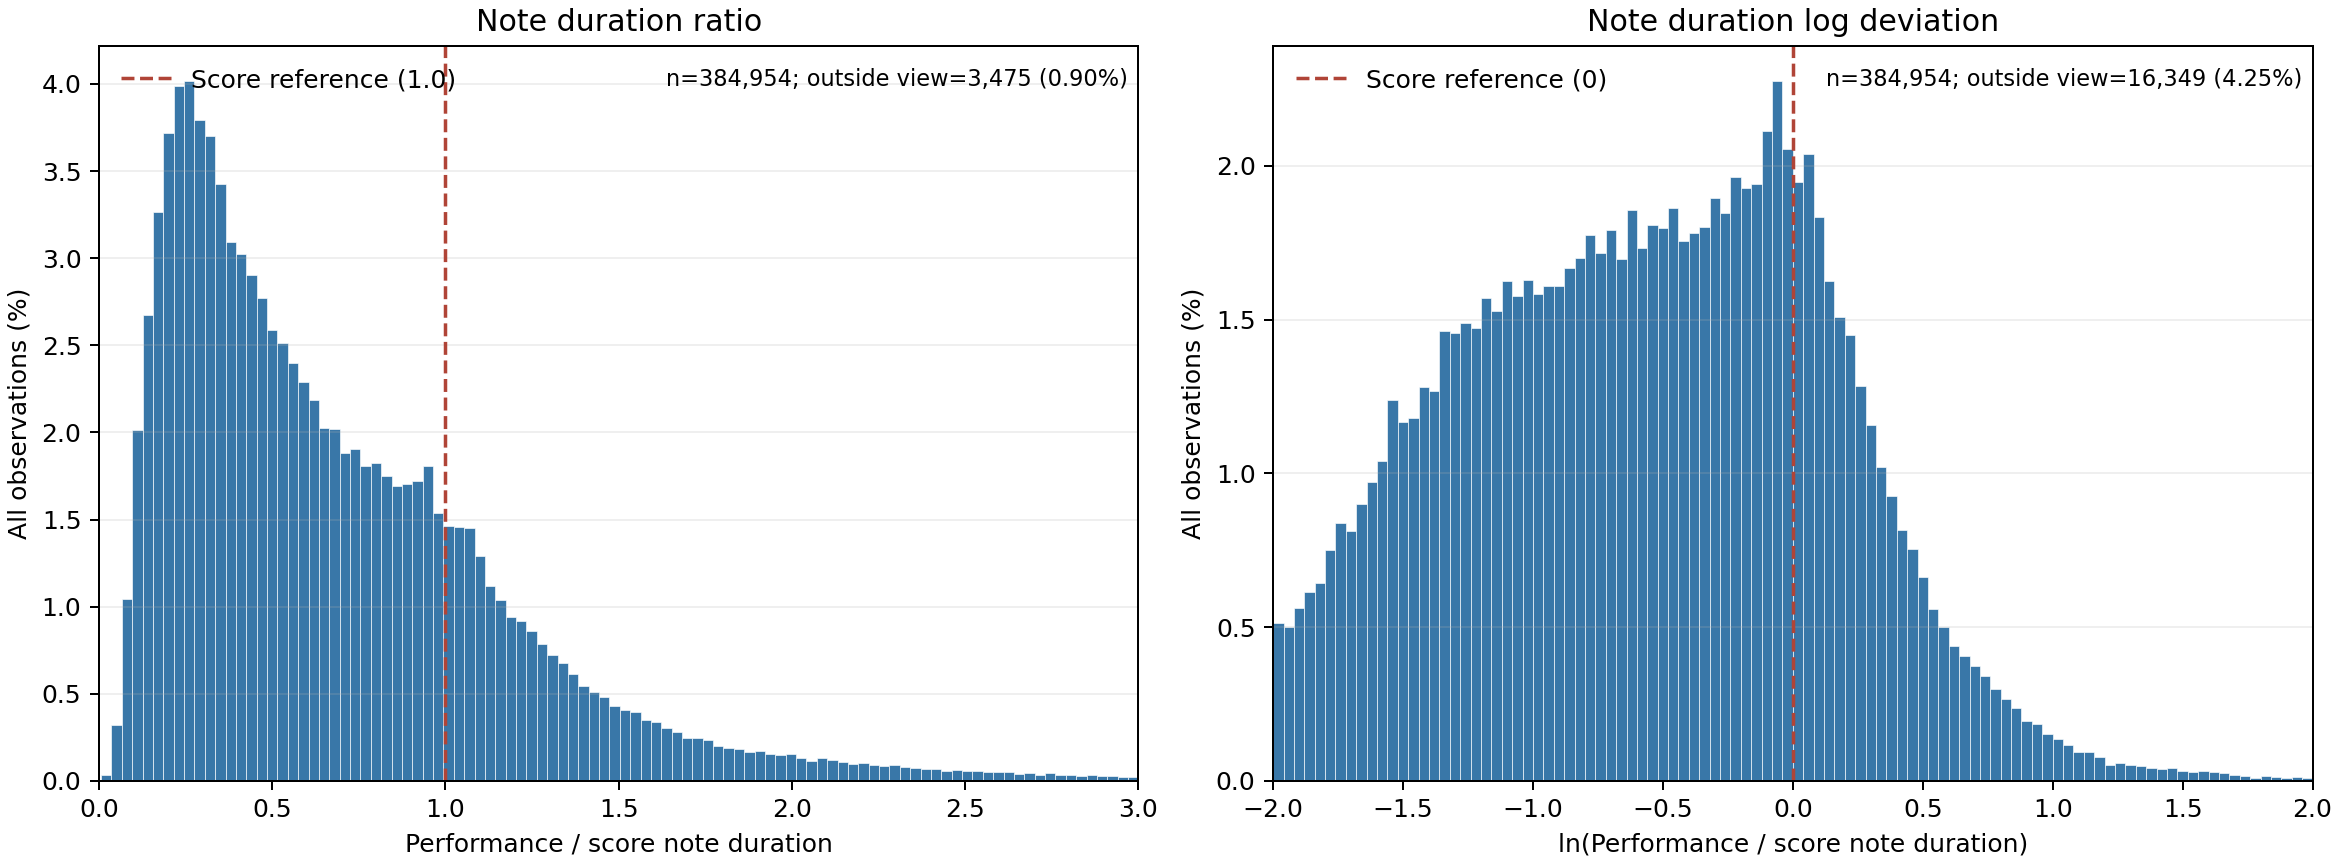 Note duration ratio
Score reference (1.0)
n=384,954; outside view=3,475 (0.90%)
All observations (%)
4.0
3.5
3.0
2.5
2.0
1.5
1.0
0.5
0.0
0.0 0.5 1.0 1.5 2.0 2.5 3.0
Performance / score note duration
Note duration log deviation
Score reference (0)
n=384,954; outside view=16,349 (4.25%)
All observations (%)
2.0
1.5
1.0
0.5
0.0
−2.0 −1.5 −1.0 −0.5 0.0 0.5 1.0 1.5 2.0
ln(Performance / score note duration)